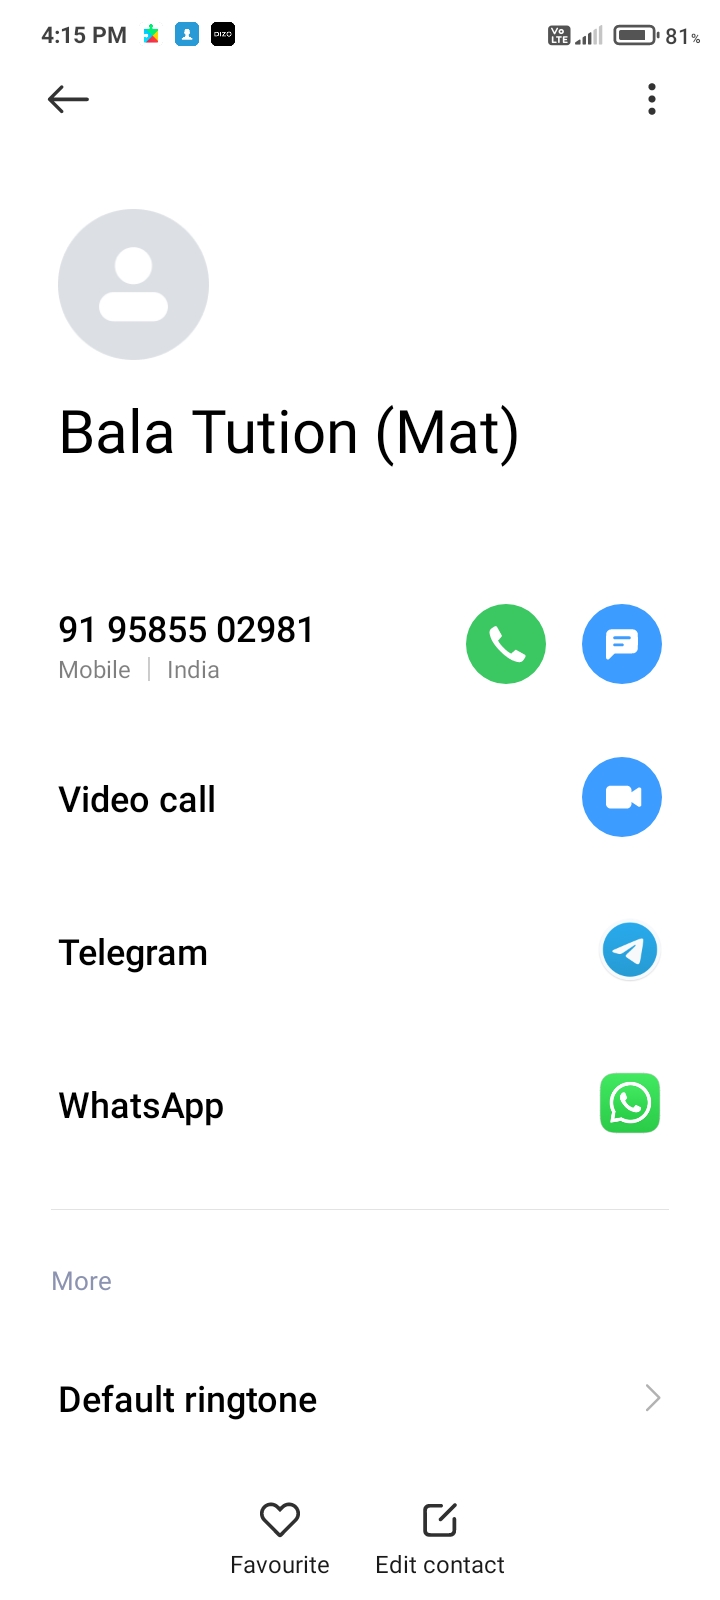 4:15 PM DIZO Vo LTE 81%
Bala Tution (Mat)
91 95855 02981
Mobile | India
Video call
Telegram
WhatsApp
More
Default ringtone
Favourite Edit contact